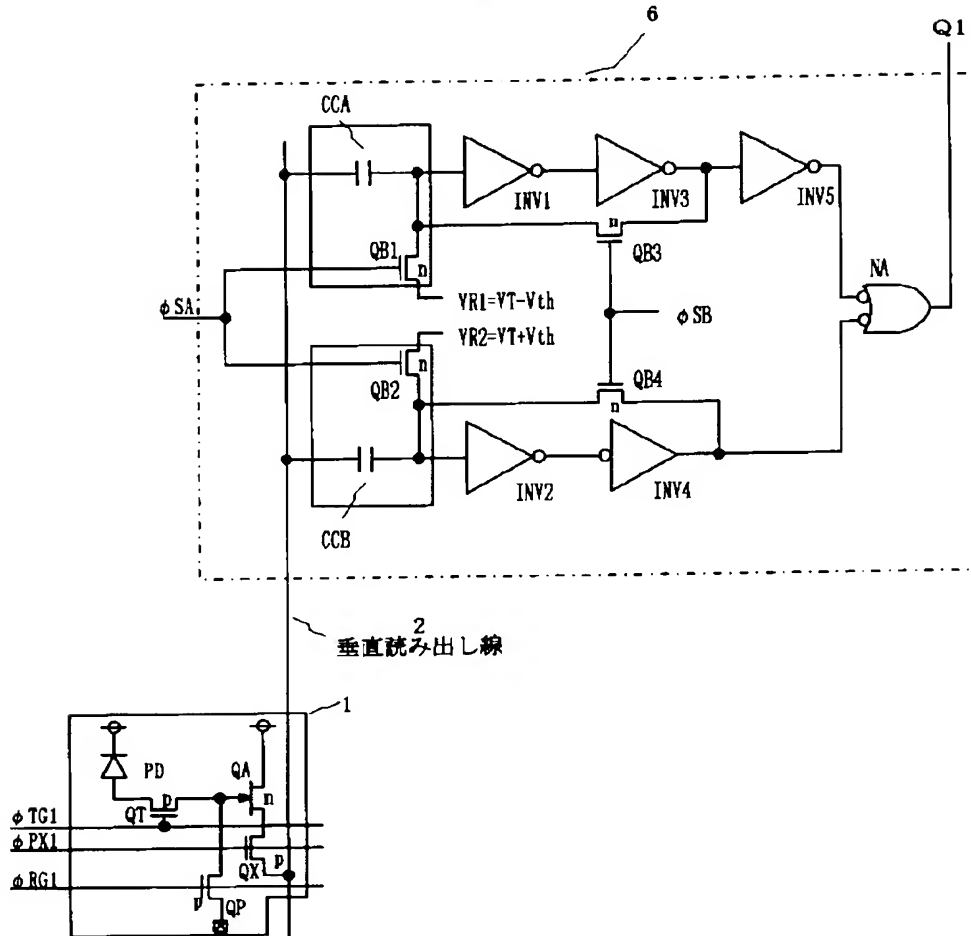 6
Q1
CCA
INV1
INV3
INV5
QB1
n
n
QB3
NA
φSA
VR1=VT−Vth
VR2=VT+Vth
φSB
QB2
n
QB4
n
INV2
INV4
CCB
2
垂直読み出し線
1
PD
QA
n
p
QT
φTG1
φPX1
QX
p
φRG1
p
QP